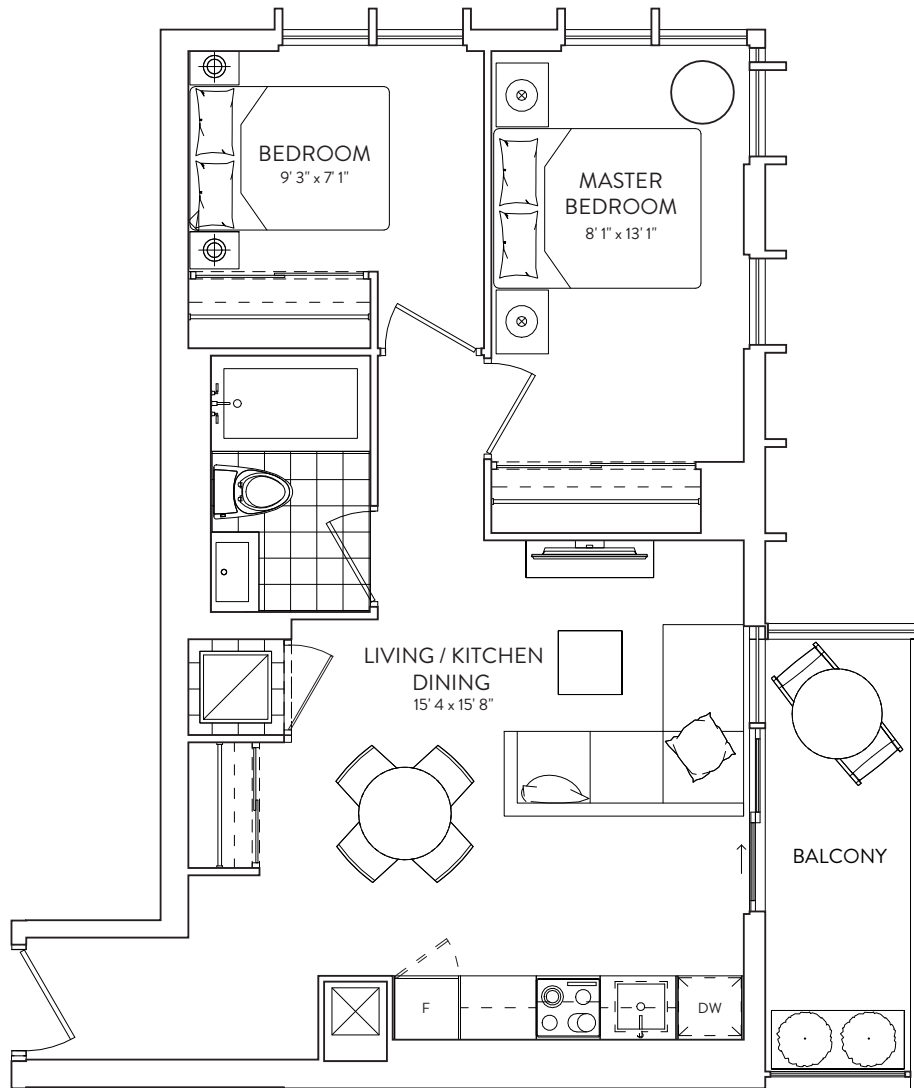 BEDROOM
9' 3" x 7' 1"
MASTER
BEDROOM
8' 1" x 13' 1"
LIVING / KITCHEN
DINING
15' 4 x 15' 8"
BALCONY
F
DW